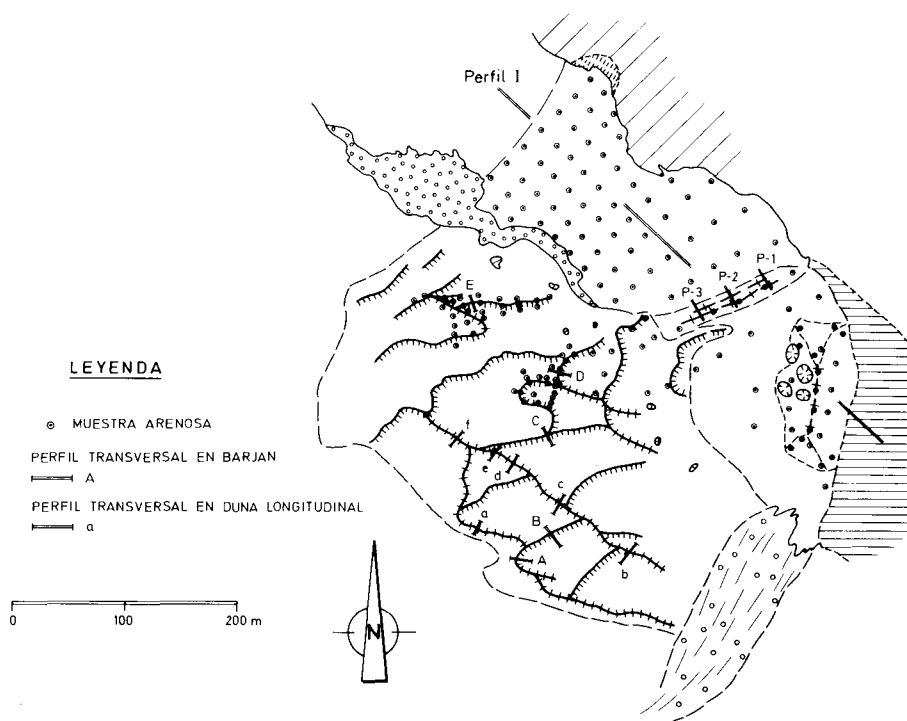 Perfil I
P-1
P-2
P-3
E
D
C
f
e
d
c
a
B
A
b
LEYENDA
MUESTRA ARENOSA
PERFIL TRANSVERSAL EN BARJAN
A
PERFIL TRANSVERSAL EN DUNA LONGITUDINAL
a
0 100 200 m
N